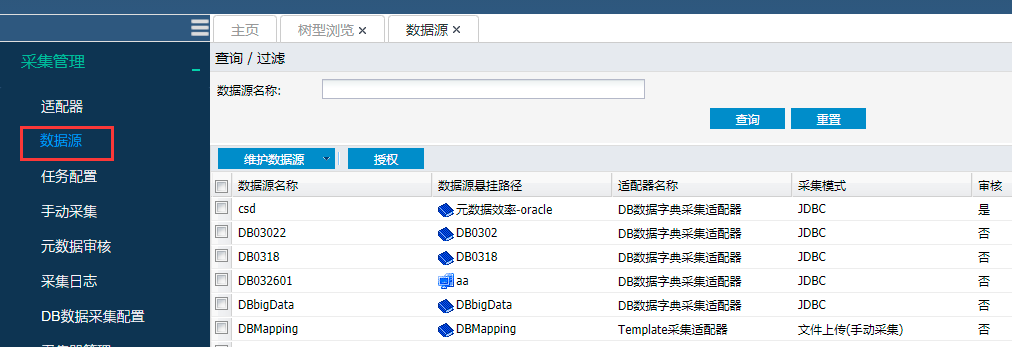 主页 树型浏览 × 数据源 ×
采集管理
适配器
数据源
任务配置
手动采集
元数据审核
采集日志
DB数据采集配置
查询 / 过滤
数据源名称:
查询 重置
维护数据源 授权
数据源名称 数据源悬挂路径 适配器名称 采集模式 审核
csd 元数据效率-oracle DB数据字典采集适配器 JDBC 是
DB03022 DB0302 DB数据字典采集适配器 JDBC 否
DB0318 DB0318 DB数据字典采集适配器 JDBC 否
DB032601 aa DB数据字典采集适配器 JDBC 否
DBbigData DBbigData DB数据字典采集适配器 JDBC 否
DBMapping DBMapping Template采集适配器 文件上传(手动采集) 否